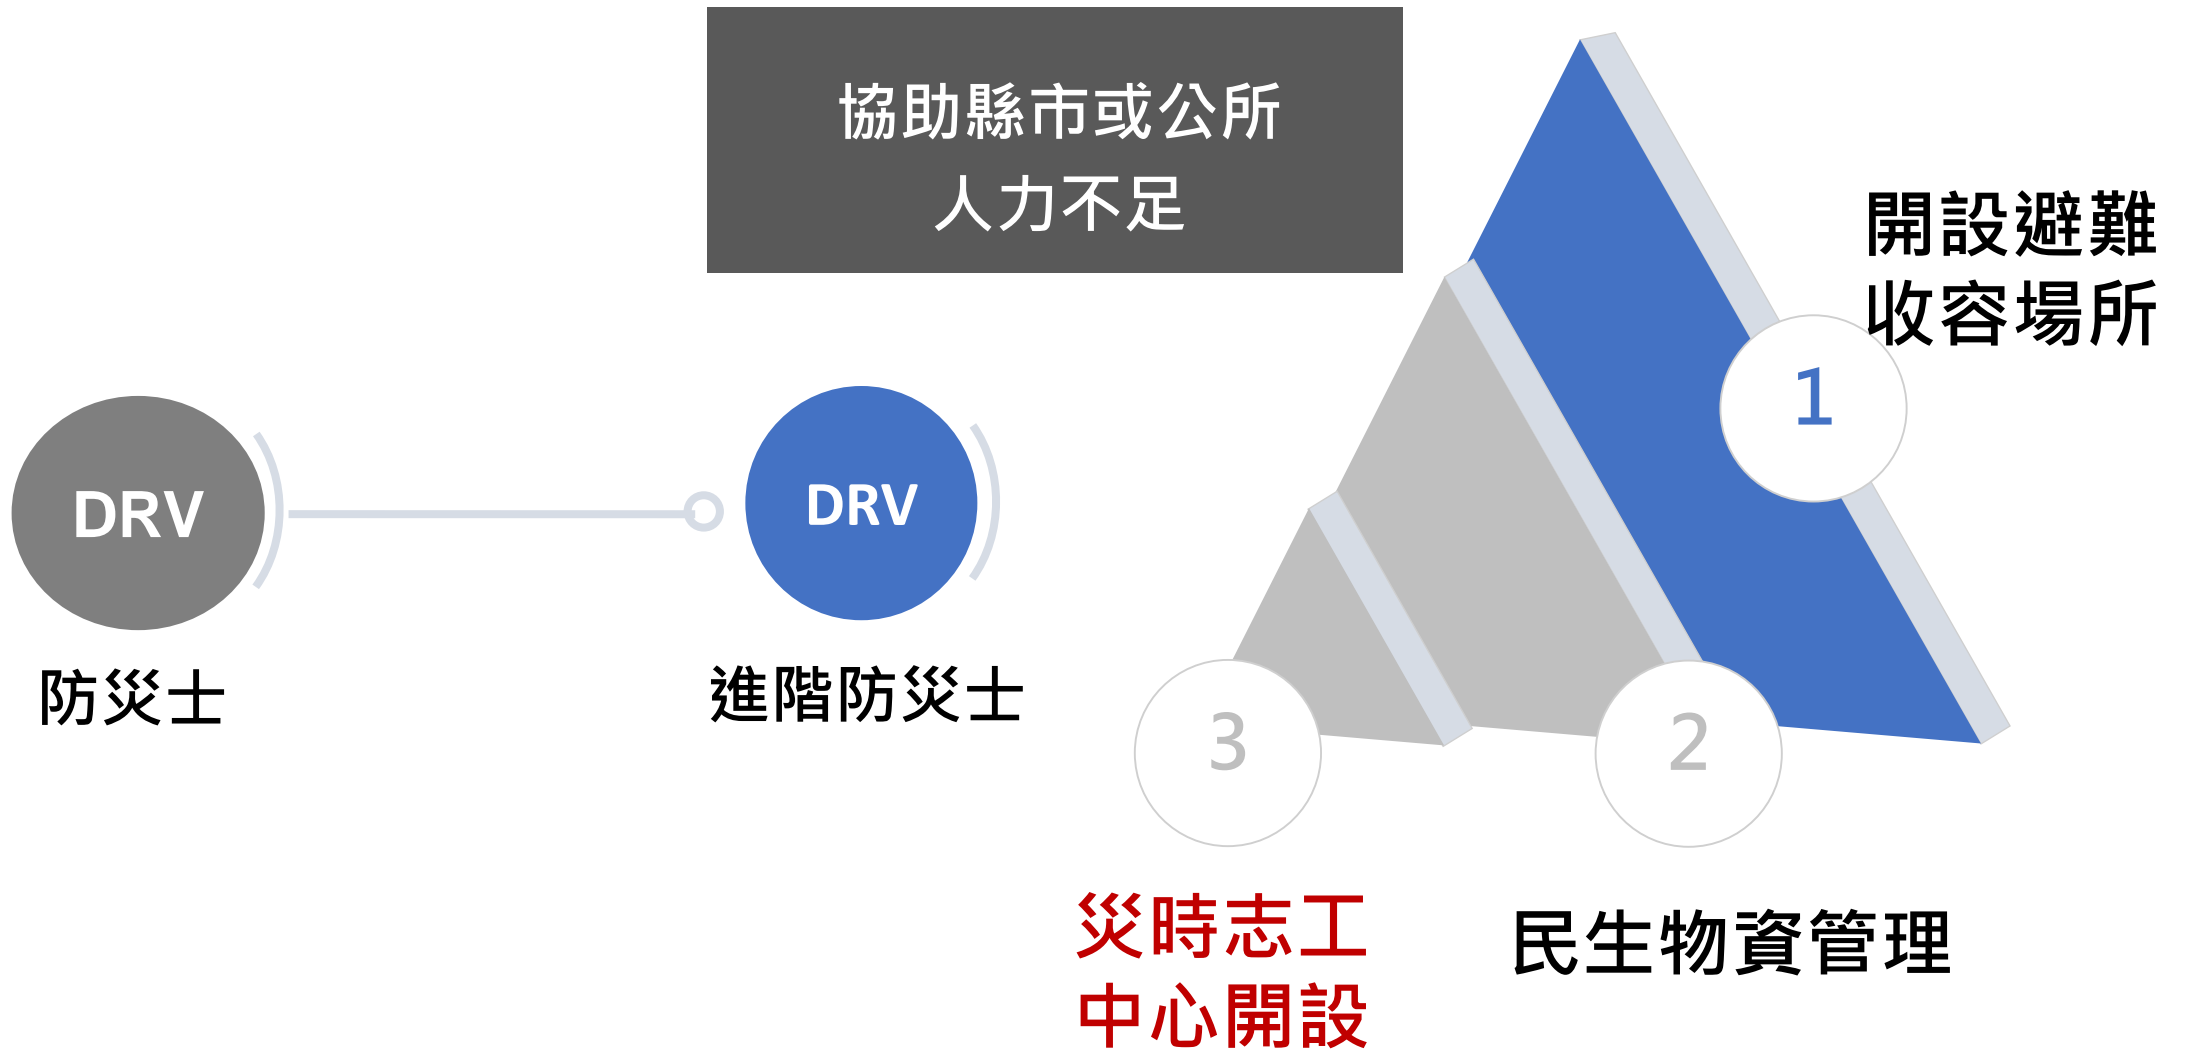 協助縣市或公所
人力不足
開設避難
收容場所
1
DRV
DRV
防災士
進階防災士
3
2
災時志工
中心開設
民生物資管理